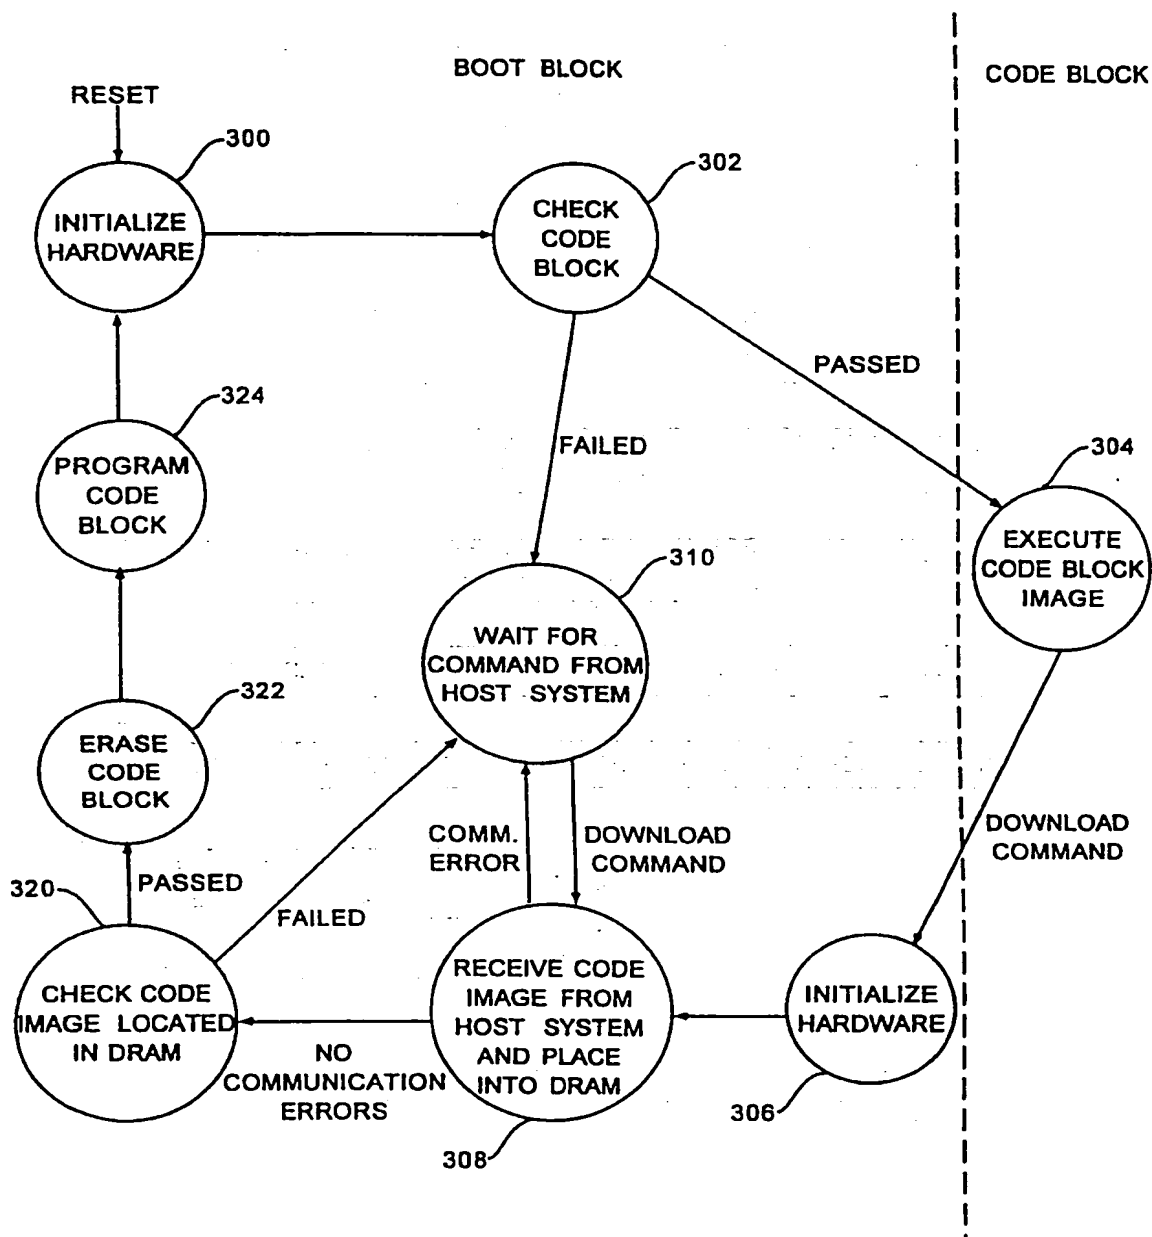 BOOT BLOCK
CODE BLOCK
RESET
300
INITIALIZE
HARDWARE
302
CHECK
CODE
BLOCK
PASSED
FAILED
324
PROGRAM
CODE
BLOCK
304
EXECUTE
CODE BLOCK
IMAGE
310
WAIT FOR
COMMAND FROM
HOST SYSTEM
322
ERASE
CODE
BLOCK
COMM.
ERROR
DOWNLOAD
COMMAND
DOWNLOAD
COMMAND
320
PASSED
FAILED
CHECK CODE
IMAGE LOCATED
IN DRAM
NO
COMMUNICATION
ERRORS
RECEIVE CODE
IMAGE FROM
HOST SYSTEM
AND PLACE
INTO DRAM
308
INITIALIZE
HARDWARE
306